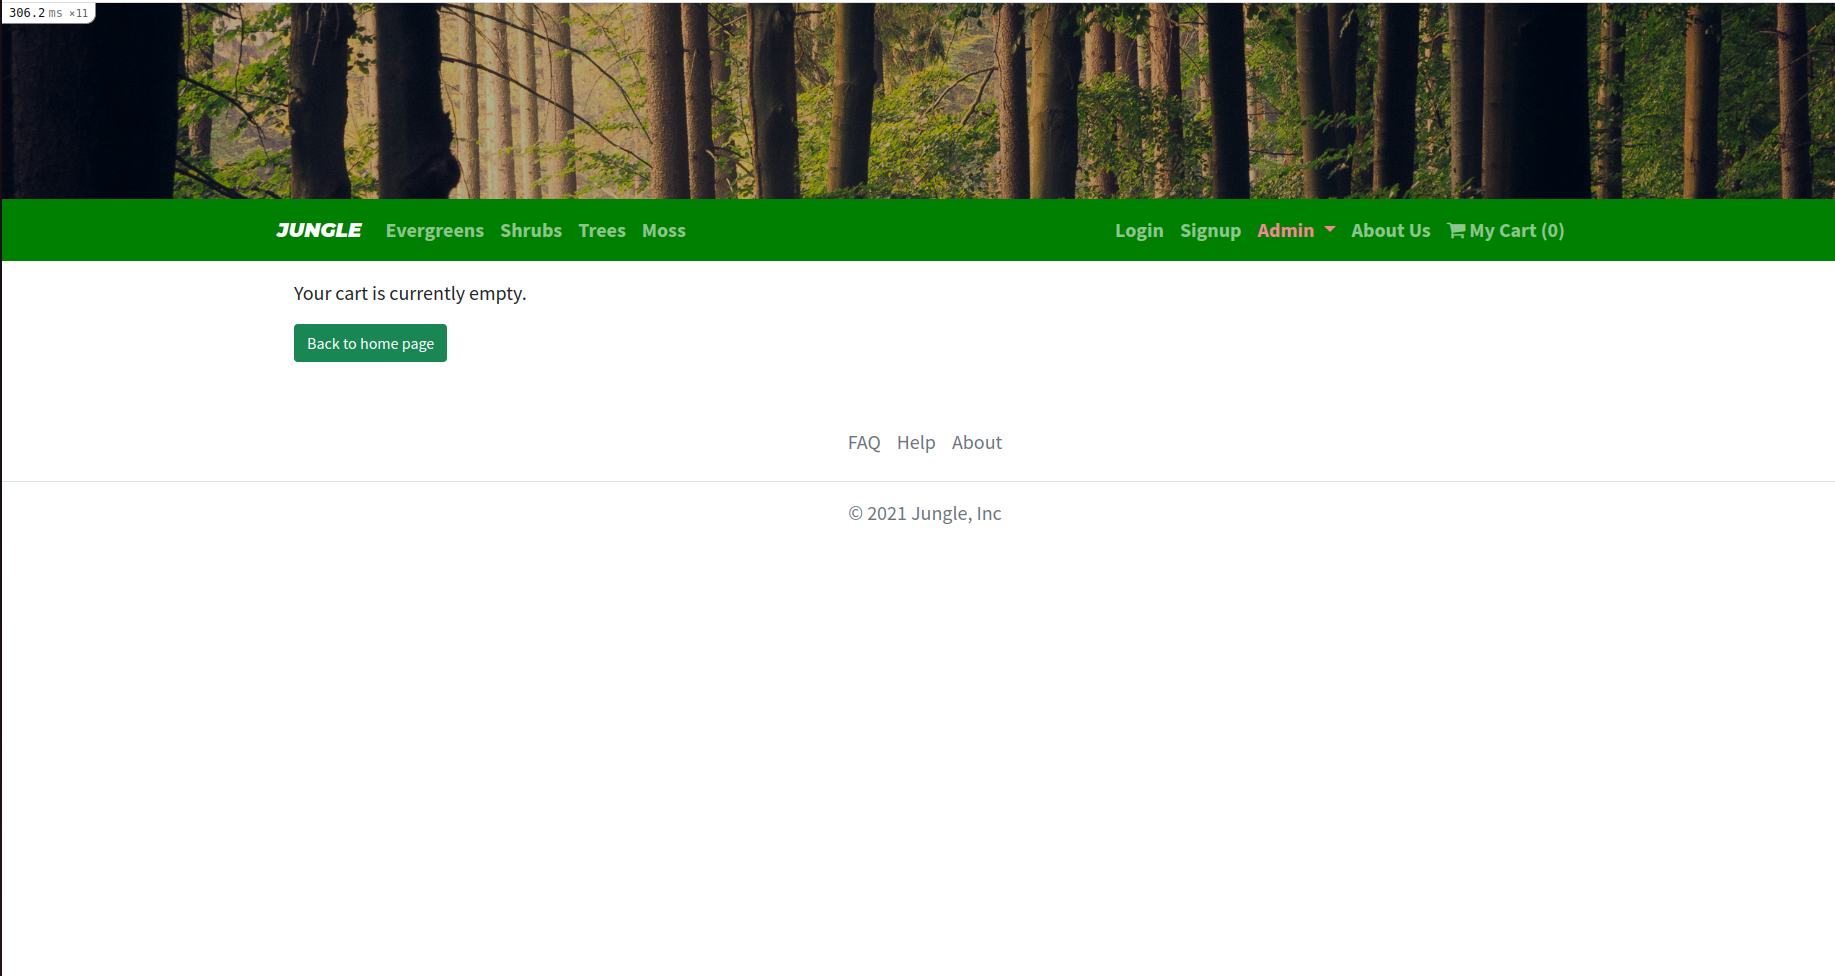 306.2 ms ×11
JUNGLE Evergreens Shrubs Trees Moss Login Signup Admin About Us My Cart (0)
Your cart is currently empty.
Back to home page
FAQ Help About
© 2021 Jungle, Inc